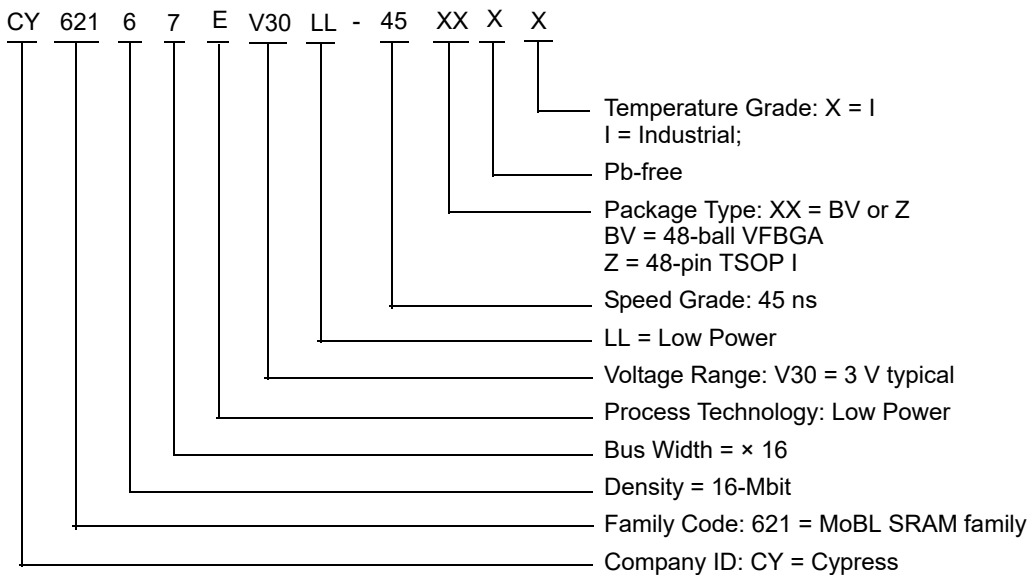 CY 621 6 7 E V30 LL - 45 XX X X
Temperature Grade: X = I
I = Industrial;
Pb-free
Package Type: XX = BV or Z
BV = 48-ball VFBGA
Z = 48-pin TSOP I
Speed Grade: 45 ns
LL = Low Power
Voltage Range: V30 = 3 V typical
Process Technology: Low Power
Bus Width = × 16
Density = 16-Mbit
Family Code: 621 = MoBL SRAM family
Company ID: CY = Cypress